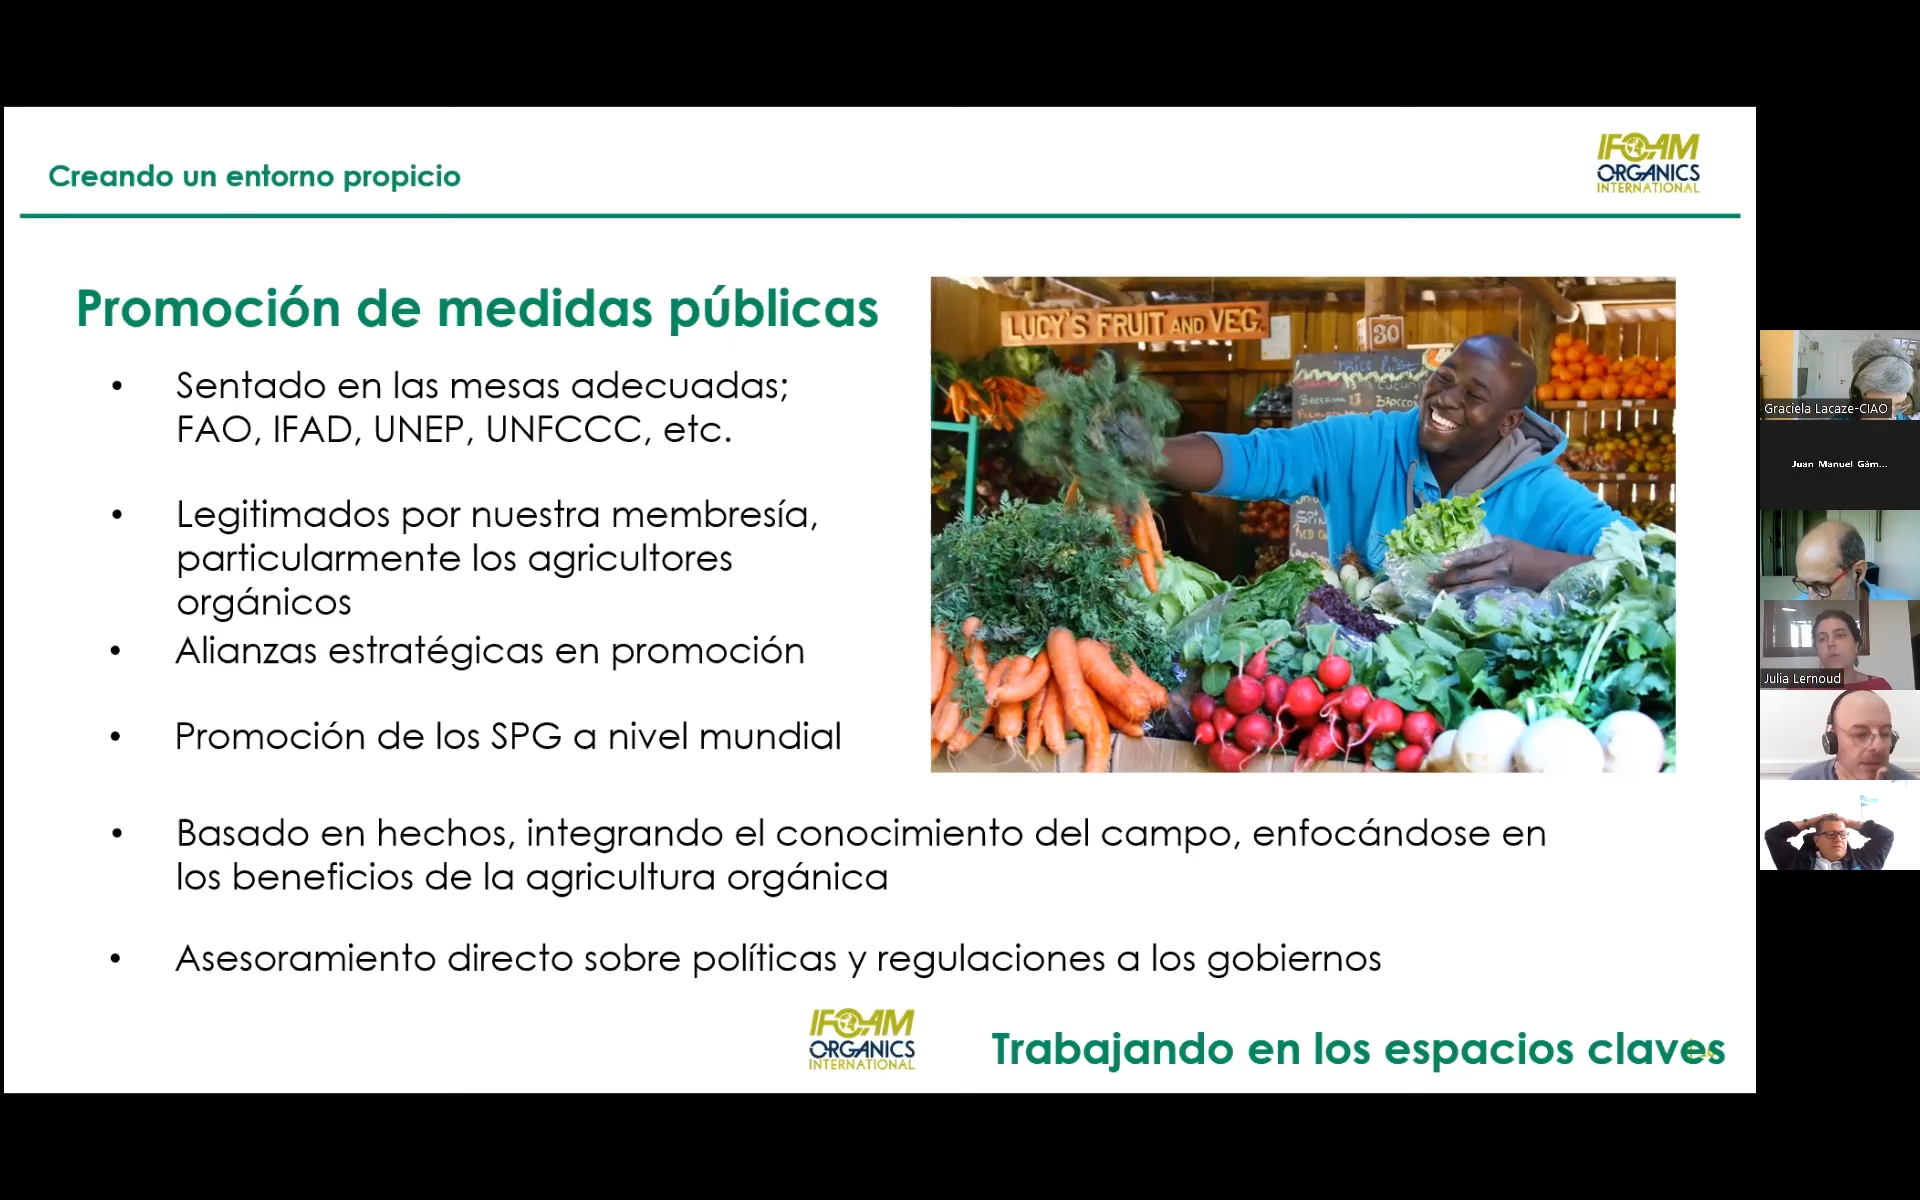 Creando un entorno propicio
IFOAM
ORGANICS
INTERNATIONAL
Promoción de medidas públicas
• Sentado en las mesas adecuadas;
FAO, IFAD, UNEP, UNFCCC, etc.
• Legitimados por nuestra membresía,
particularmente los agricultores
orgánicos
• Alianzas estratégicas en promoción
• Promoción de los SPG a nivel mundial
• Basado en hechos, integrando el conocimiento del campo, enfocándose en
los beneficios de la agricultura orgánica
• Asesoramiento directo sobre políticas y regulaciones a los gobiernos
LUCY'S FRUIT AND VEG.
30
IFOAM
ORGANICS
INTERNATIONAL
Trabajando en los espacios claves
Graciela Lacaze-CIAO
Juan Manuel Gám...
Julia Lernoud